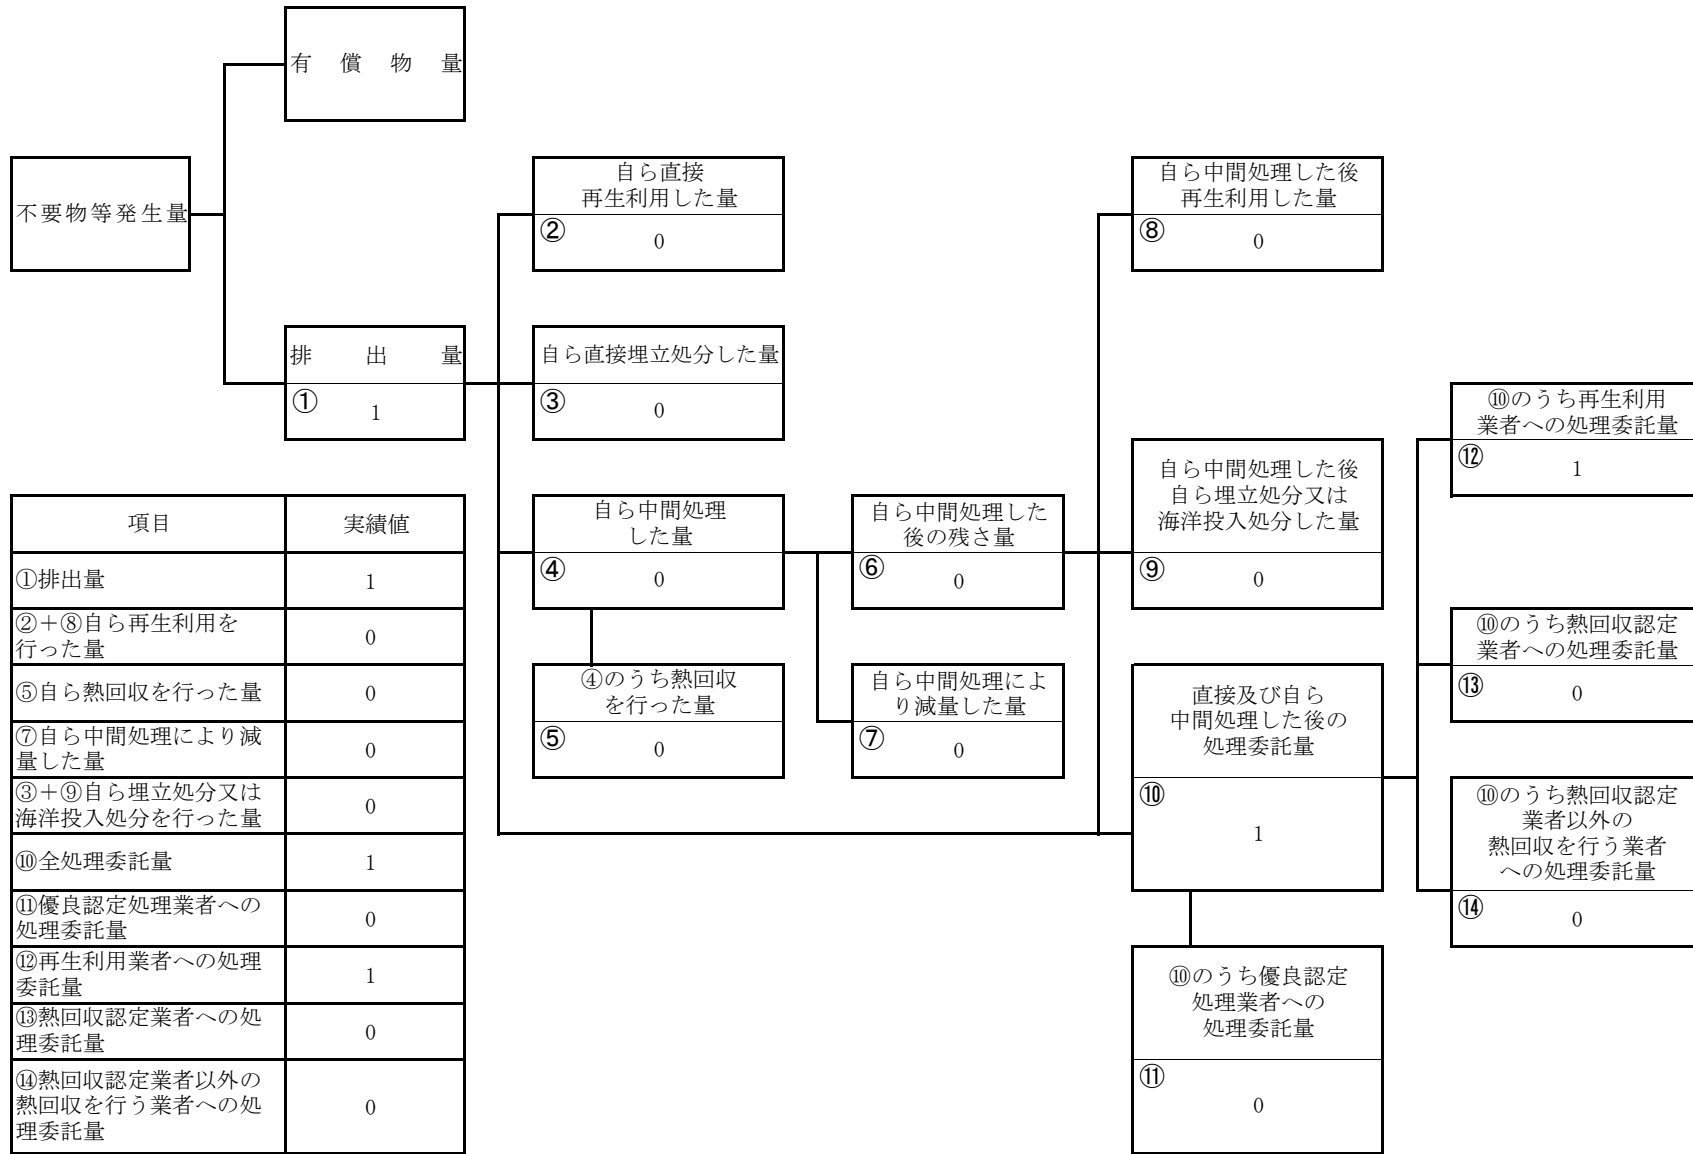 有償物量
不要物等発生量
排出量
① 1
自ら直接
再生利用した量
② 0
自ら直接埋立処分した量
③ 0
自ら中間処理
した量
④ 0
④のうち熱回収
を行った量
⑤ 0
自ら中間処理した
後の残さ量
⑥ 0
自ら中間処理によ
り減量した量
⑦ 0
自ら中間処理した後
再生利用した量
⑧ 0
自ら中間処理した後
自ら埋立処分又は
海洋投入処分した量
⑨ 0
直接及び自ら
中間処理した後の
処理委託量
⑩
1
⑩のうち優良認定
処理業者への
処理委託量
⑪
0
⑩のうち再生利用
業者への処理委託量
⑫ 1
⑩のうち熱回収認定
業者への処理委託量
⑬ 0
⑩のうち熱回収認定
業者以外の
熱回収を行う業者
への処理委託量
⑭ 0
項目 実績値
①排出量 1
②＋⑧自ら再生利用を
行った量 0
⑤自ら熱回収を行った量 0
⑦自ら中間処理により減
量した量 0
③＋⑨自ら埋立処分又は
海洋投入処分を行った量 0
⑩全処理委託量 1
⑪優良認定処理業者への
処理委託量 0
⑫再生利用業者への処理
委託量 1
⑬熱回収認定業者への処
理委託量 0
⑭熱回収認定業者以外の
熱回収を行う業者への処 0
理委託量